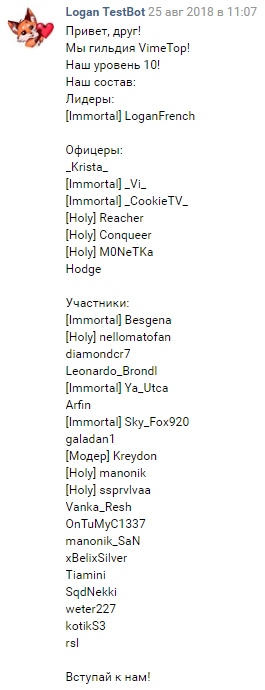 Logan TestBot 25 авг 2018 в 11:07
Привет, друг!
Мы гильдия VimeTop!
Наш уровень 10!
Наш состав:
Лидеры:
[Immortal] LoganFrench
Офицеры:
_Krista_
[Immortal] _Vi_
[Immortal] _CookieTV_
[Holy] Reacher
[Holy] Conqueer
[Holy] M0NeTKa
Hodge
Участники:
[Immortal] Besgena
[Holy] nellomatofan
diamondcr7
Leonardo_Brondl
[Immortal] Ya_Utca
Arfin
[Immortal] Sky_Fox920
galadan1
[Модер] Kreydon
[Holy] manonik
[Holy] ssprvlvaa
Vanka_Resh
OnTuMyC1337
manonik_SaN
xBelixSilver
Tiamini
SqdNekki
weter227
kotikS3
rsl
Вступай к нам!